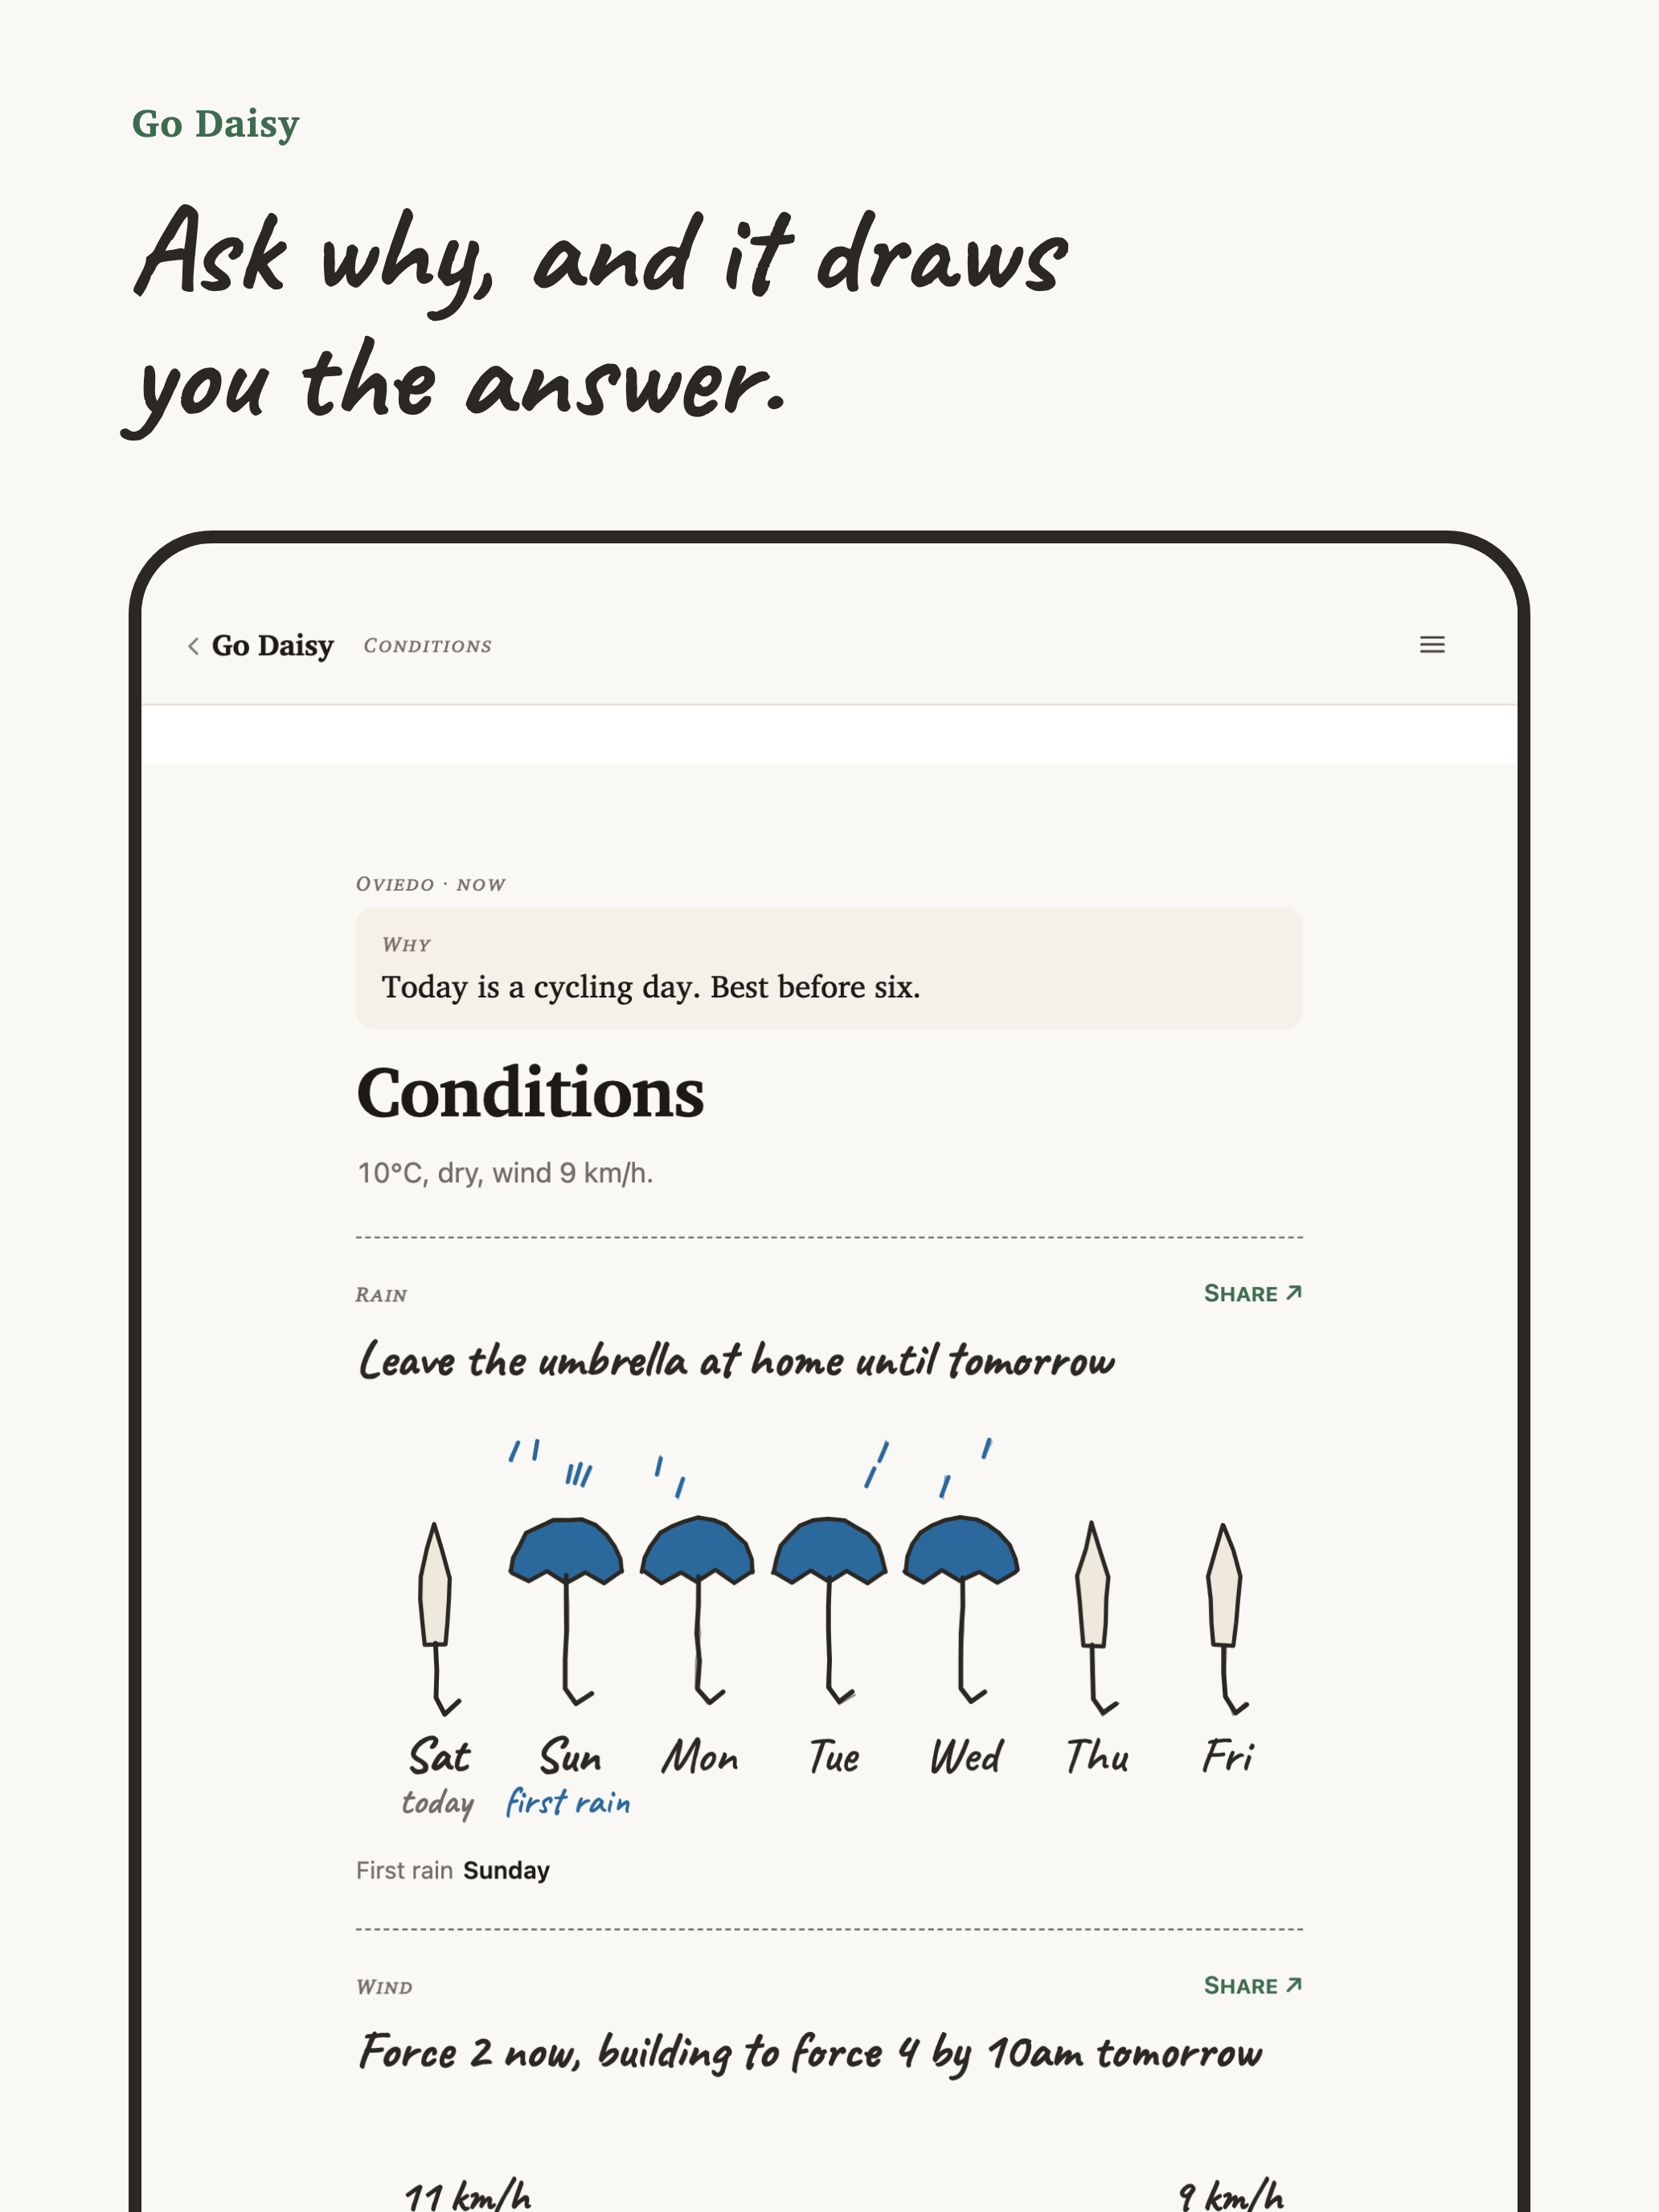 Go Daisy
Ask why, and it draws
you the answer.
Go Daisy Conditions
Oviedo · now
Why
Today is a cycling day. Best before six.
Conditions
10°C, dry, wind 9 km/h.
Rain Share ↗
Leave the umbrella at home until tomorrow
Sat Sun Mon Tue Wed Thu Fri
today first rain
First rain Sunday
Wind Share ↗
Force 2 now, building to force 4 by 10am tomorrow
11 km/h 9 km/h